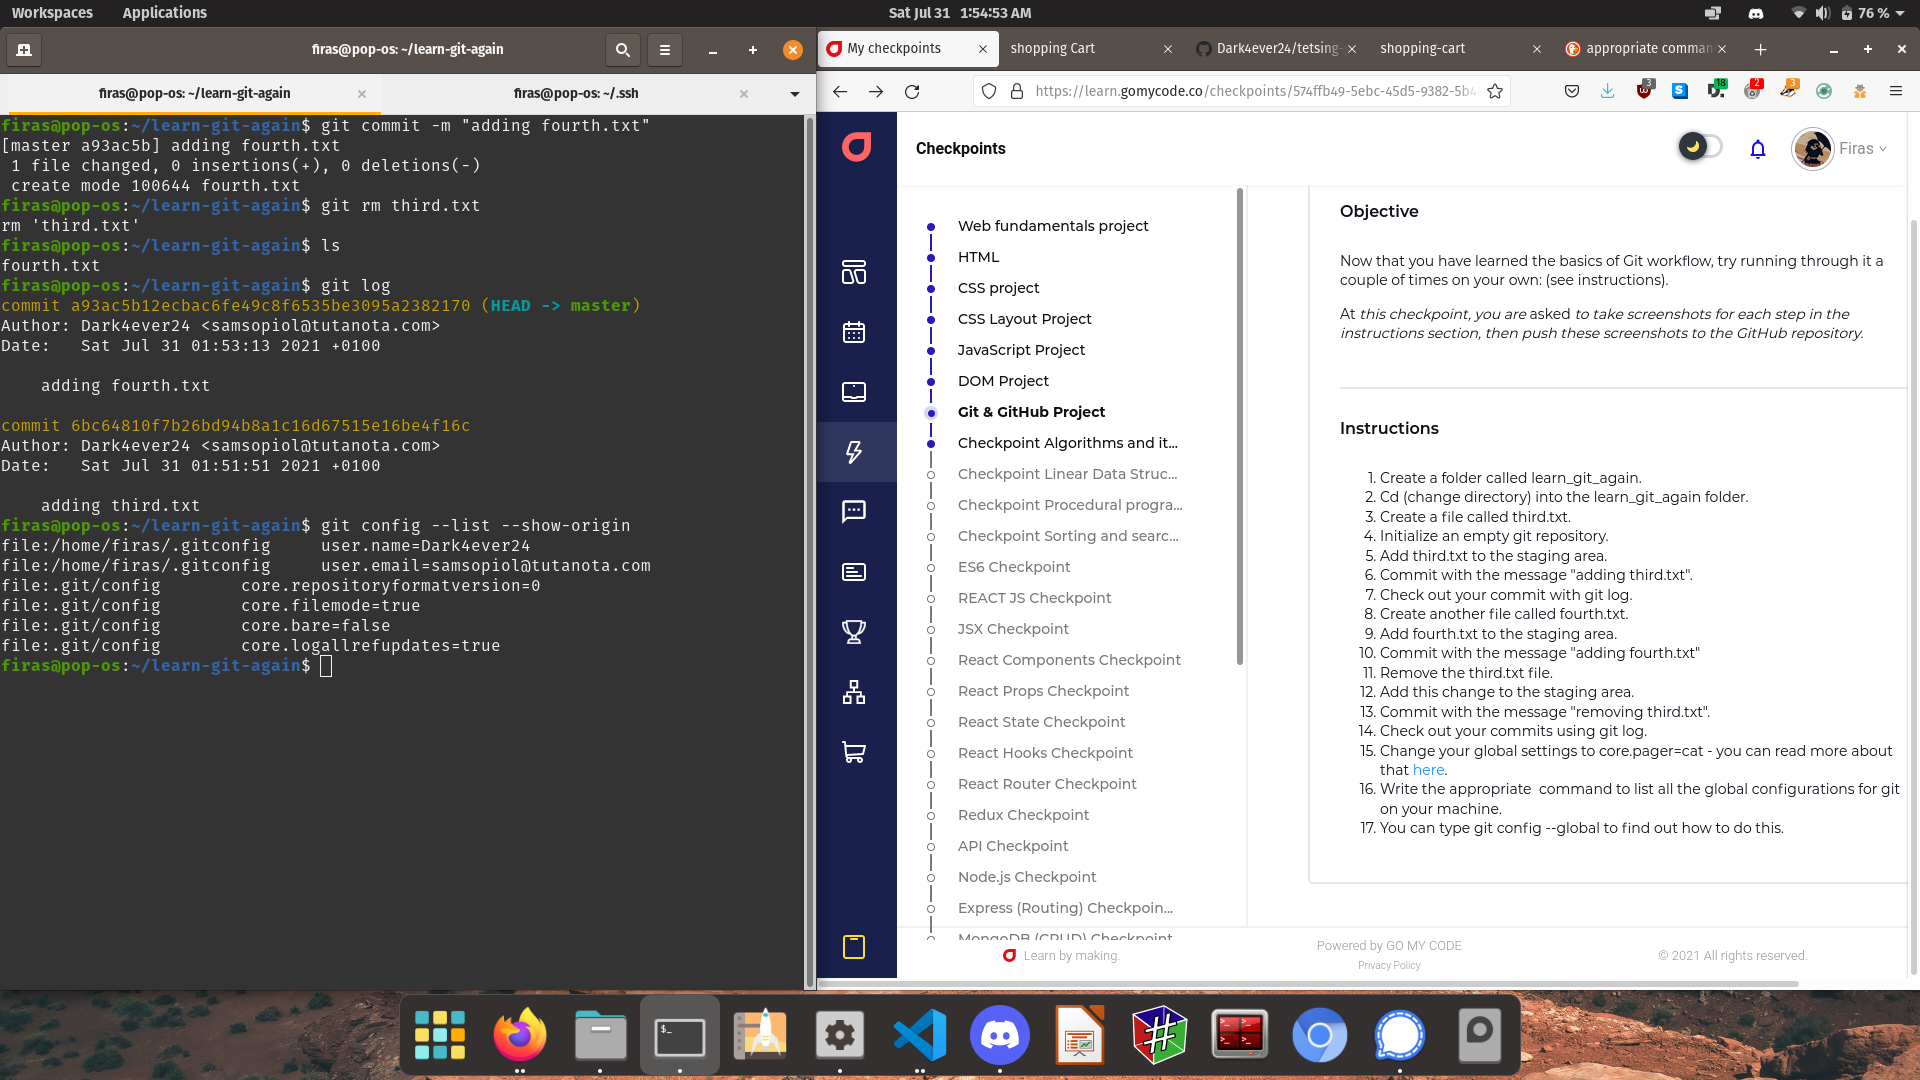 Workspaces Applications Sat Jul 31 1:54:53 AM 76 %
firas@pop-os: ~/learn-git-again
firas@pop-os: ~/learn-git-again firas@pop-os: ~/.ssh
firas@pop-os:~/learn-git-again$ git commit -m "adding fourth.txt"
[master a93ac5b] adding fourth.txt
 1 file changed, 0 insertions(+), 0 deletions(-)
 create mode 100644 fourth.txt
firas@pop-os:~/learn-git-again$ git rm third.txt
rm 'third.txt'
firas@pop-os:~/learn-git-again$ ls
fourth.txt
firas@pop-os:~/learn-git-again$ git log
commit a93ac5b12ecbac6fe49c8f6535be3095a2382170 (HEAD -> master)
Author: Dark4ever24 <samsopiol@tutanota.com>
Date:   Sat Jul 31 01:53:13 2021 +0100
    adding fourth.txt
commit 6bc64810f7b26bd94b8a1c16d67515e16be4f16c
Author: Dark4ever24 <samsopiol@tutanota.com>
Date:   Sat Jul 31 01:51:51 2021 +0100
    adding third.txt
firas@pop-os:~/learn-git-again$ git config --list --show-origin
file:/home/firas/.gitconfig     user.name=Dark4ever24
file:/home/firas/.gitconfig     user.email=samsopiol@tutanota.com
file:.git/config        core.repositoryformatversion=0
file:.git/config        core.filemode=true
file:.git/config        core.bare=false
file:.git/config        core.logallrefupdates=true
firas@pop-os:~/learn-git-again$
My checkpoints shopping Cart Dark4ever24/tetsing- shopping-cart appropriate comman
https://learn.gomycode.co/checkpoints/574ffb49-5ebc-45d5-9382-5b4
3 18 2 3
Checkpoints
Firas
Web fundamentals project
HTML
CSS project
CSS Layout Project
JavaScript Project
DOM Project
Git & GitHub Project
Checkpoint Algorithms and it...
Checkpoint Linear Data Struc...
Checkpoint Procedural progra...
Checkpoint Sorting and searc...
ES6 Checkpoint
REACT JS Checkpoint
JSX Checkpoint
React Components Checkpoint
React Props Checkpoint
React State Checkpoint
React Hooks Checkpoint
React Router Checkpoint
Redux Checkpoint
API Checkpoint
Node.js Checkpoint
Express (Routing) Checkpoin...
MongoDB (CRUD) Checkpoint
Objective
Now that you have learned the basics of Git workflow, try running through it a
couple of times on your own: (see instructions).
At this checkpoint, you are asked to take screenshots for each step in the
instructions section, then push these screenshots to the GitHub repository.
Instructions
1. Create a folder called learn_git_again.
2. Cd (change directory) into the learn_git_again folder.
3. Create a file called third.txt.
4. Initialize an empty git repository.
5. Add third.txt to the staging area.
6. Commit with the message "adding third.txt".
7. Check out your commit with git log.
8. Create another file called fourth.txt.
9. Add fourth.txt to the staging area.
10. Commit with the message "adding fourth.txt"
11. Remove the third.txt file.
12. Add this change to the staging area.
13. Commit with the message "removing third.txt".
14. Check out your commits using git log.
15. Change your global settings to core.pager=cat - you can read more about
that here.
16. Write the appropriate  command to list all the global configurations for git
on your machine.
17. You can type git config --global to find out how to do this.
Learn by making.
Powered by GO MY CODE
Privacy Policy
© 2021 All rights reserved.